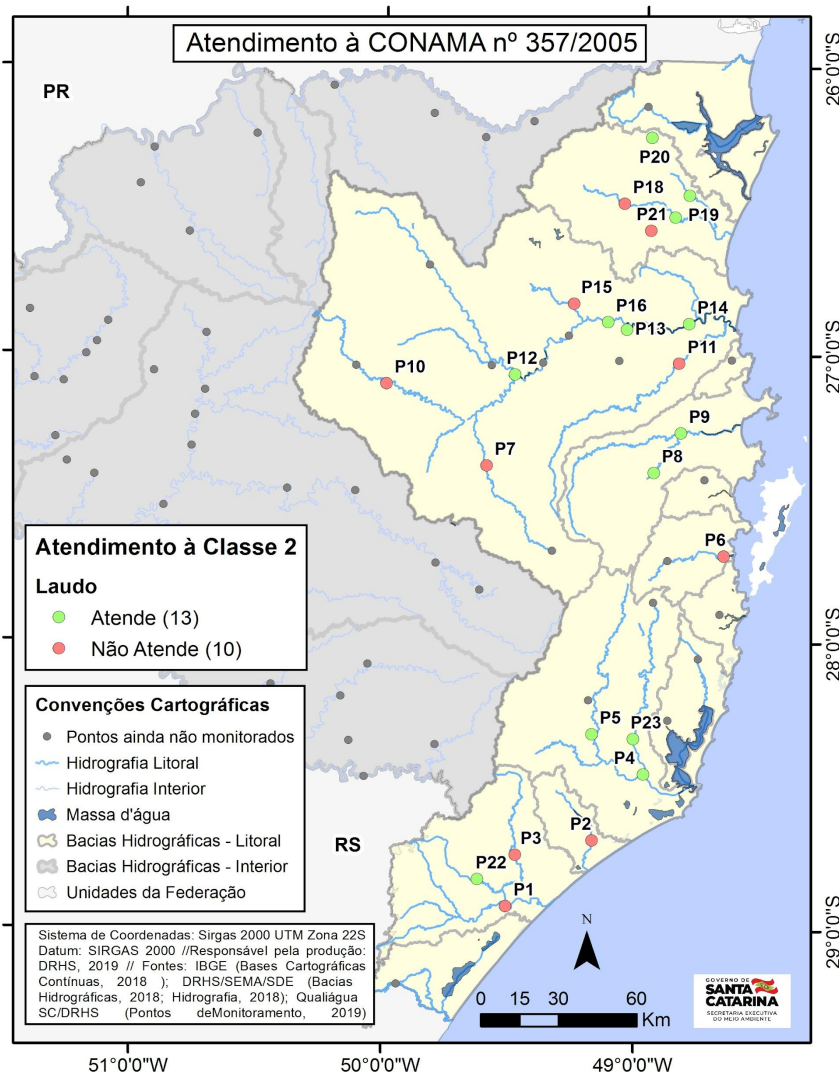 Atendimento à CONAMA nº 357/2005
PR
26°0'0"S
P20
P18
P21
P19
P15
P16
P14
P13
P11
27°0'0"S
P12
P10
P9
P7
P8
P6
Atendimento à Classe 2
Laudo
Atende (13)
Não Atende (10)
28°0'0"S
Convenções Cartográficas
Pontos ainda não monitorados
Hidrografia Litoral
Hidrografia Interior
Massa d'água
Bacias Hidrográficas - Litoral
Bacias Hidrográficas - Interior
Unidades da Federação
P5
P23
P4
RS
P2
P3
P22
P1
29°0'0"S
Sistema de Coordenadas: Sirgas 2000 UTM Zona 22S
Datum: SIRGAS 2000 //Responsável pela produção:
DRHS, 2019 // Fontes: IBGE (Bases Cartográficas
Contínuas, 2018 ); DRHS/SEMA/SDE (Bacias
Hidrográficas, 2018; Hidrografia, 2018); Qualiágua
SC/DRHS (Pontos deMonitoramento, 2019)
N
0 15 30 60
Km
GOVERNO DE
SANTA
CATARINA
SECRETARIA EXECUTIVA
DO MEIO AMBIENTE
51°0'0"W
50°0'0"W
49°0'0"W